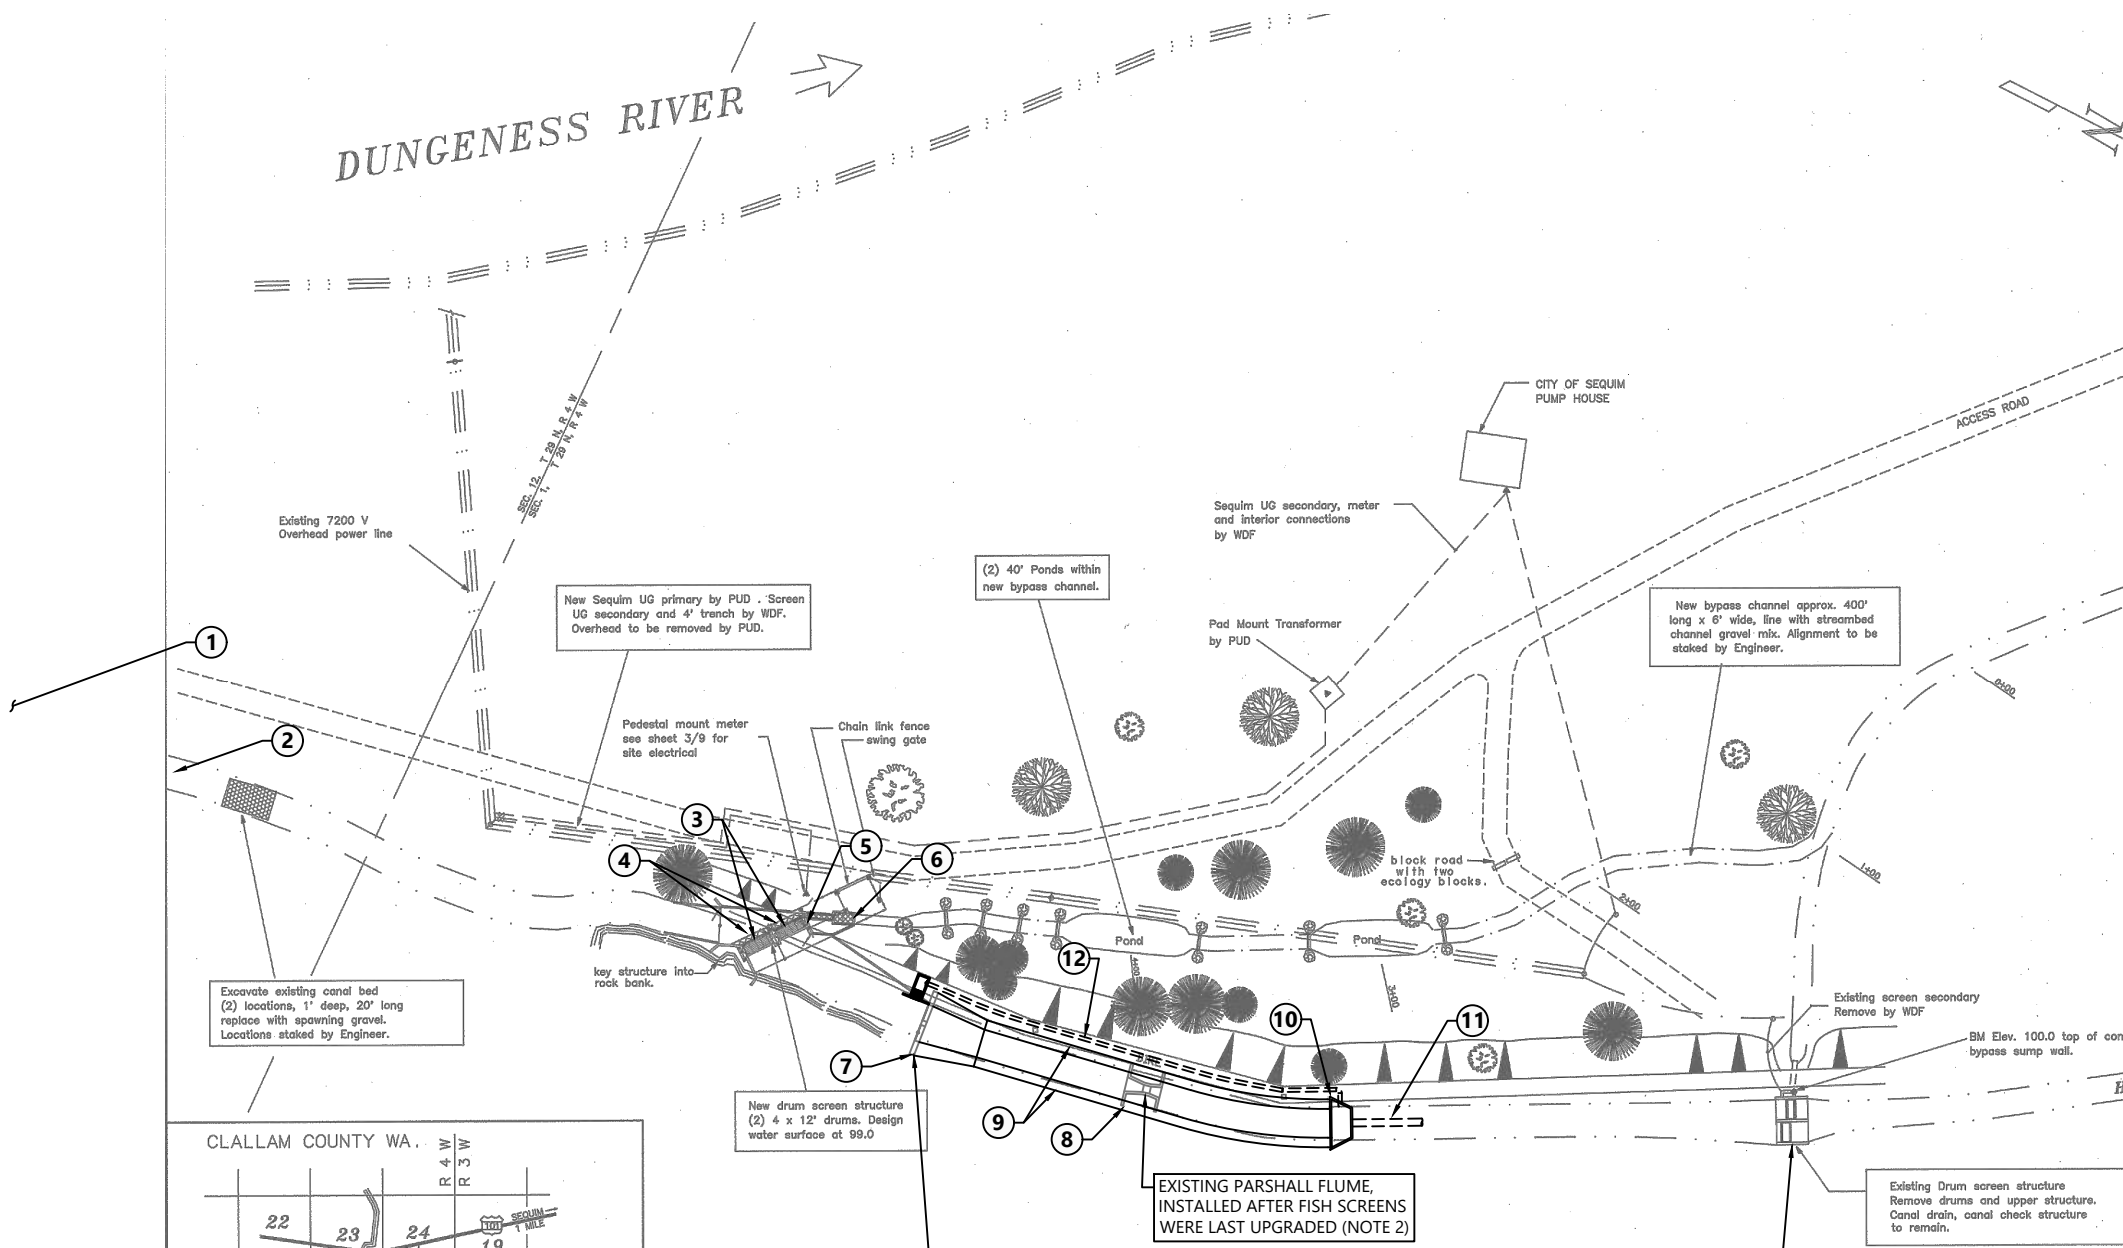 DUNGENESS RIVER
N
CITY OF SEQUIM
PUMP HOUSE
ACCESS ROAD
SEC. 12, T 29 N, R 4 W
SEC. 1, T 29 N, R 4 W
Existing 7200 V
Overhead power line
Sequim UG secondary, meter
and interior connections
by WDF
(2) 40' Ponds within
new bypass channel.
New Sequim UG primary by PUD . Screen
UG secondary and 4' trench by WDF.
Overhead to be removed by PUD.
New bypass channel approx. 400'
long x 6' wide, line with streambed
channel gravel mix. Alignment to be
staked by Engineer.
Pad Mount Transformer
by PUD
1
2
0+00
Pedestal mount meter
see sheet 3/9 for
site electrical
Chain link fence
swing gate
3
4
5
6
block road
with two
ecology blocks.
1+00
2+00
Pond
Pond
12
4+00
3+00
key structure into
rock bank.
Excavate existing canal bed
(2) locations, 1' deep, 20' long
replace with spawning gravel.
Locations staked by Engineer.
Existing screen secondary
Remove by WDF
10
11
BM Elev. 100.0 top of con
bypass sump wall.
7
8
9
New drum screen structure
(2) 4 x 12' drums. Design
water surface at 99.0
H
EXISTING PARSHALL FLUME,
INSTALLED AFTER FISH SCREENS
WERE LAST UPGRADED (NOTE 2)
Existing Drum screen structure
Remove drums and upper structure.
Canal drain, canal check structure
to remain.
CLALLAM COUNTY WA.
R 4 W
R 3 W
22
23
24
19
101
SEQUIM
1 MILE